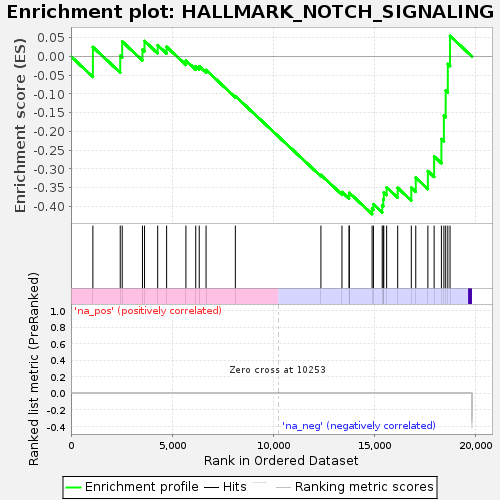 Enrichment plot: HALLMARK_NOTCH_SIGNALING
Enrichment score (ES)
0.05
0.00
-0.05
-0.10
-0.15
-0.20
-0.25
-0.30
-0.35
-0.40
Ranked list metric (PreRanked)
'na_pos' (positively correlated)
1.0
0.8
0.6
0.4
0.2
0.0
-0.2
-0.4
Zero cross at 10253
'na_neg' (negatively correlated)
0 5,000 10,000 15,000 20,000
Rank in Ordered Dataset
Enrichment profile Hits Ranking metric scores